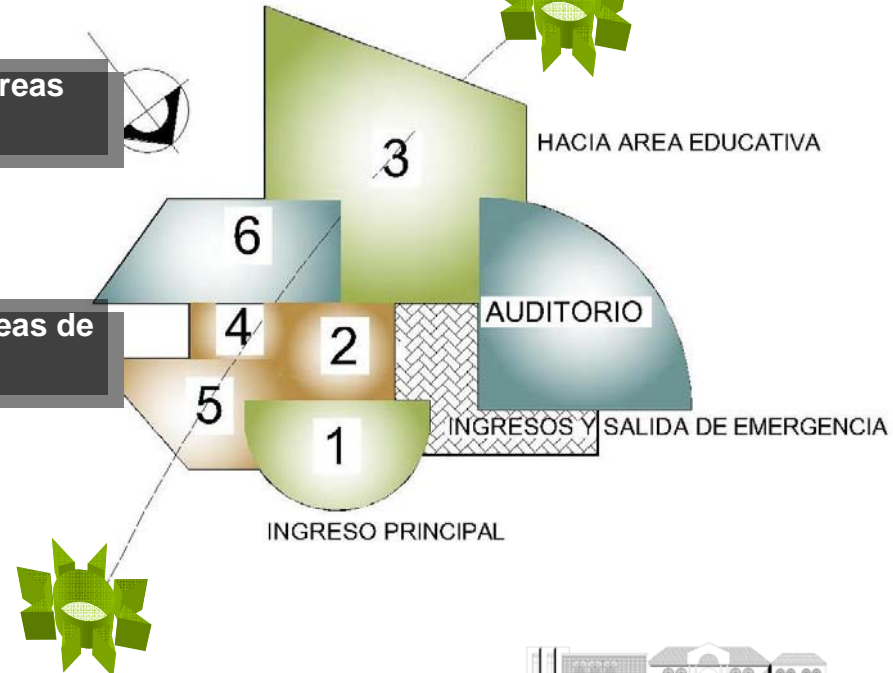 reas
HACIA AREA EDUCATIVA
3
6
AUDITORIO
eas de
4
2
5
INGRESOS Y SALIDA DE EMERGENCIA
1
INGRESO PRINCIPAL